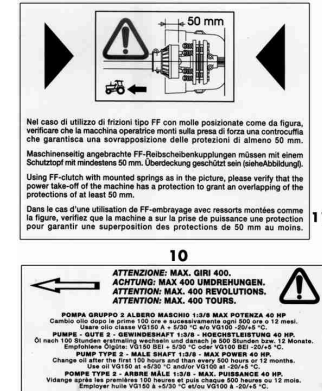 50 mm
Nel caso di utilizzo di frizioni tipo FF con molle posizionate come da figura,
verificare che la macchina operatrice monti sulla presa di forza una controcuffia
che garantisca una sovrapposizione delle protezioni di almeno 50 mm.
Maschinenseitig angebrachte FF-Reibscheibenkupplungen müssen mit einem
Schutztopf mit mindestens 50 mm. Überdeckung geschützt sein (sieheAbbildung).
Using FF-clutch with mounted springs as in the picture, please verify that the
power take-off of the machine has a protection to grant an overlapping of the
protections of at least 50 mm.
Dans le cas d'une utilisation de FF-embrayage avec ressorts montées comme
la figure, verifiez que la machine a sur la prise de puissance une protection
pour garantir une superposition des protections de 50 mm au moins.
10
ATTENZIONE: MAX. GIRI 400.
ACHTUNG: MAX 400 UMDREHUNGEN.
ATTENTION: MAX 400 REVOLUTIONS.
ATTENTION: MAX. 400 TOURS.
POMPA GRUPPO 2 ALBERO MASCHIO 1:3/8 MAX POTENZA 40 HP
Cambio olio dopo le prime 100 ore e sucessivamente ogni 500 ore o 12 mesi.
Usare olio classe VG150 A + 5/30 °C e/o VG100 -20/+5 °C.
PUMPE - GUTE 2 - GEWINDESCHAFT 1:3/8 - HOECHSTLEISTUNG 40 HP.
Öl nach 100 Stunden erstmaling wechseln und danach je 500 Stunden bzw. 12 Monate.
Empfohlene Ölgüte: VG150 BEI + 5/30 °C oder VG100 BEI -20/+5 °C.
PUMP TYPE 2 - MALE SHAFT 1:3/8 - MAX POWER 40 HP.
Change oil after the first 100 hours and than every 500 hours or 12 months.
Use oil VG150 at +5/30 °C and/or VG100 at -20/+5 °C.
POMPE TYPE 2 - ARBRE MÂLE 1:3/8 - MAX. PUISSANCE 40 HP.
Vidange après les premières 100 heures et puis chaque 500 heures ou 12 mois.
Employer huile VG150 à +5/30 °C et/ou VG100 à -20/+5 °C.